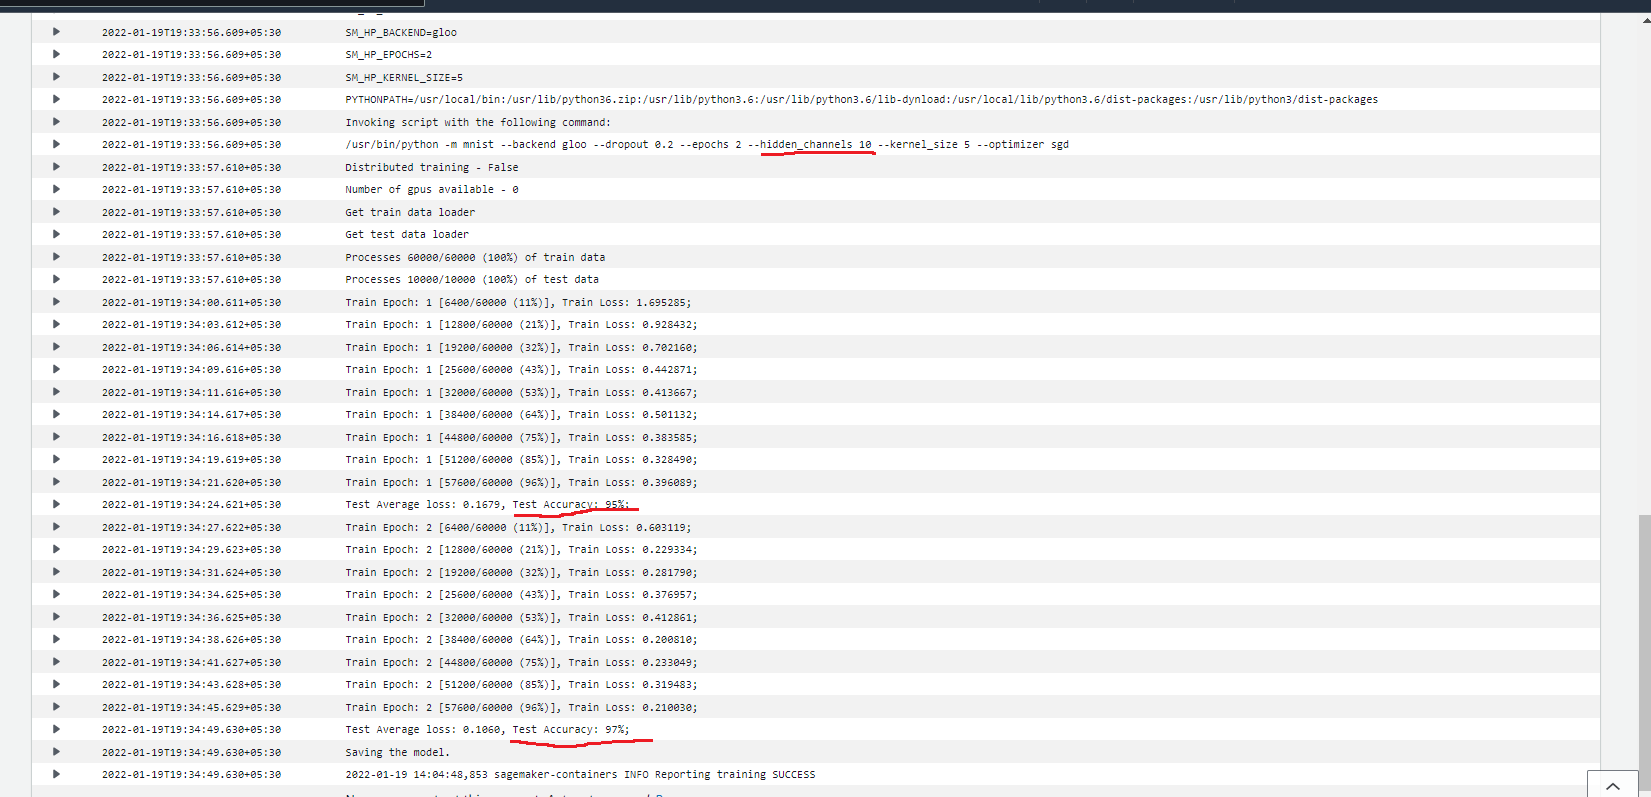 2022-01-19T19:33:56.609+05:30 SM_HP_BACKEND=gloo
2022-01-19T19:33:56.609+05:30 SM_HP_EPOCHS=2
2022-01-19T19:33:56.609+05:30 SM_HP_KERNEL_SIZE=5
2022-01-19T19:33:56.609+05:30 PYTHONPATH=/usr/local/bin:/usr/lib/python36.zip:/usr/lib/python3.6:/usr/lib/python3.6/lib-dynload:/usr/local/lib/python3.6/dist-packages:/usr/lib/python3/dist-packages
2022-01-19T19:33:56.609+05:30 Invoking script with the following command:
2022-01-19T19:33:56.609+05:30 /usr/bin/python -m mnist --backend gloo --dropout 0.2 --epochs 2 --hidden_channels 10 --kernel_size 5 --optimizer sgd
2022-01-19T19:33:57.610+05:30 Distributed training - False
2022-01-19T19:33:57.610+05:30 Number of gpus available - 0
2022-01-19T19:33:57.610+05:30 Get train data loader
2022-01-19T19:33:57.610+05:30 Get test data loader
2022-01-19T19:33:57.610+05:30 Processes 60000/60000 (100%) of train data
2022-01-19T19:33:57.610+05:30 Processes 10000/10000 (100%) of test data
2022-01-19T19:34:00.611+05:30 Train Epoch: 1 [6400/60000 (11%)], Train Loss: 1.695285;
2022-01-19T19:34:03.612+05:30 Train Epoch: 1 [12800/60000 (21%)], Train Loss: 0.928432;
2022-01-19T19:34:06.614+05:30 Train Epoch: 1 [19200/60000 (32%)], Train Loss: 0.702160;
2022-01-19T19:34:09.616+05:30 Train Epoch: 1 [25600/60000 (43%)], Train Loss: 0.442871;
2022-01-19T19:34:11.616+05:30 Train Epoch: 1 [32000/60000 (53%)], Train Loss: 0.413667;
2022-01-19T19:34:14.617+05:30 Train Epoch: 1 [38400/60000 (64%)], Train Loss: 0.501132;
2022-01-19T19:34:16.618+05:30 Train Epoch: 1 [44800/60000 (75%)], Train Loss: 0.383585;
2022-01-19T19:34:19.619+05:30 Train Epoch: 1 [51200/60000 (85%)], Train Loss: 0.328490;
2022-01-19T19:34:21.620+05:30 Train Epoch: 1 [57600/60000 (96%)], Train Loss: 0.396089;
2022-01-19T19:34:24.621+05:30 Test Average loss: 0.1679, Test Accuracy: 95%;
2022-01-19T19:34:27.622+05:30 Train Epoch: 2 [6400/60000 (11%)], Train Loss: 0.603119;
2022-01-19T19:34:29.623+05:30 Train Epoch: 2 [12800/60000 (21%)], Train Loss: 0.229334;
2022-01-19T19:34:31.624+05:30 Train Epoch: 2 [19200/60000 (32%)], Train Loss: 0.281790;
2022-01-19T19:34:34.625+05:30 Train Epoch: 2 [25600/60000 (43%)], Train Loss: 0.376957;
2022-01-19T19:34:36.625+05:30 Train Epoch: 2 [32000/60000 (53%)], Train Loss: 0.412861;
2022-01-19T19:34:38.626+05:30 Train Epoch: 2 [38400/60000 (64%)], Train Loss: 0.200810;
2022-01-19T19:34:41.627+05:30 Train Epoch: 2 [44800/60000 (75%)], Train Loss: 0.233049;
2022-01-19T19:34:43.628+05:30 Train Epoch: 2 [51200/60000 (85%)], Train Loss: 0.319483;
2022-01-19T19:34:45.629+05:30 Train Epoch: 2 [57600/60000 (96%)], Train Loss: 0.210030;
2022-01-19T19:34:49.630+05:30 Test Average loss: 0.1060, Test Accuracy: 97%;
2022-01-19T19:34:49.630+05:30 Saving the model.
2022-01-19T19:34:49.630+05:30 2022-01-19 14:04:48,853 sagemaker-containers INFO Reporting training SUCCESS